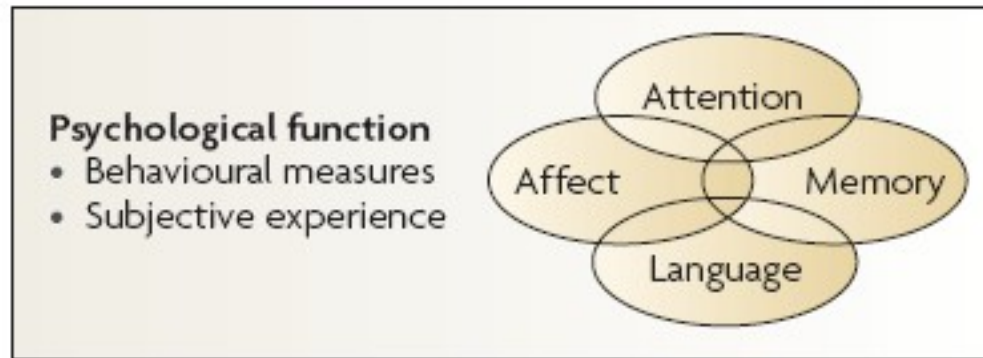 Psychological function
• Behavioural measures
• Subjective experience
Attention
Affect
Memory
Language